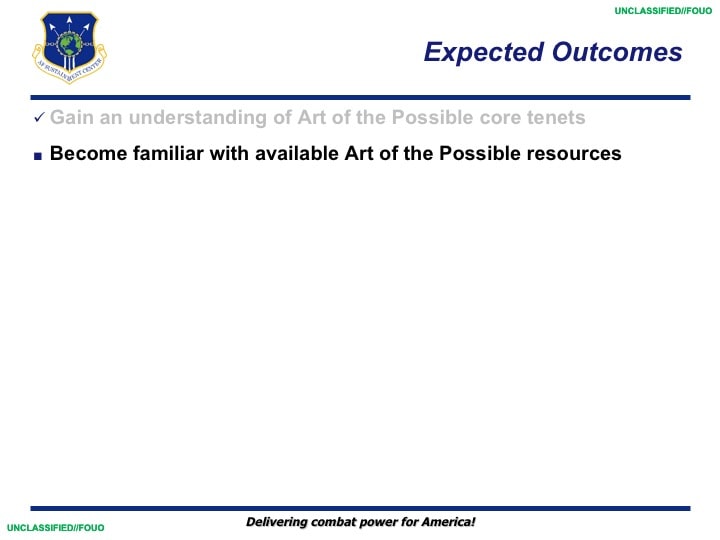 UNCLASSIFIED//FOUO
AF SUSTAINMENT CENTER
Expected Outcomes
✓ Gain an understanding of Art of the Possible core tenets
■ Become familiar with available Art of the Possible resources
Delivering combat power for America!
UNCLASSIFIED//FOUO